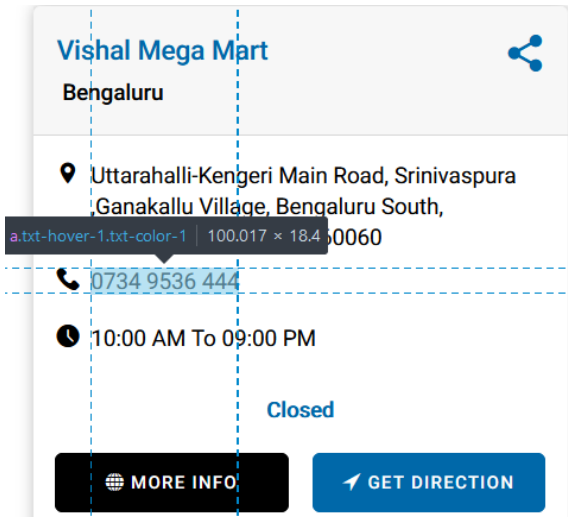 Vishal Mega Mart
Bengaluru
Uttarahalli-Kengeri Main Road, Srinivaspura
,Ganakallu Village, Bengaluru South,
a.txt-hover-1.txt-color-1 100.017 × 18.4
60060
0734 9536 444
10:00 AM To 09:00 PM
Closed
MORE INFO
GET DIRECTION